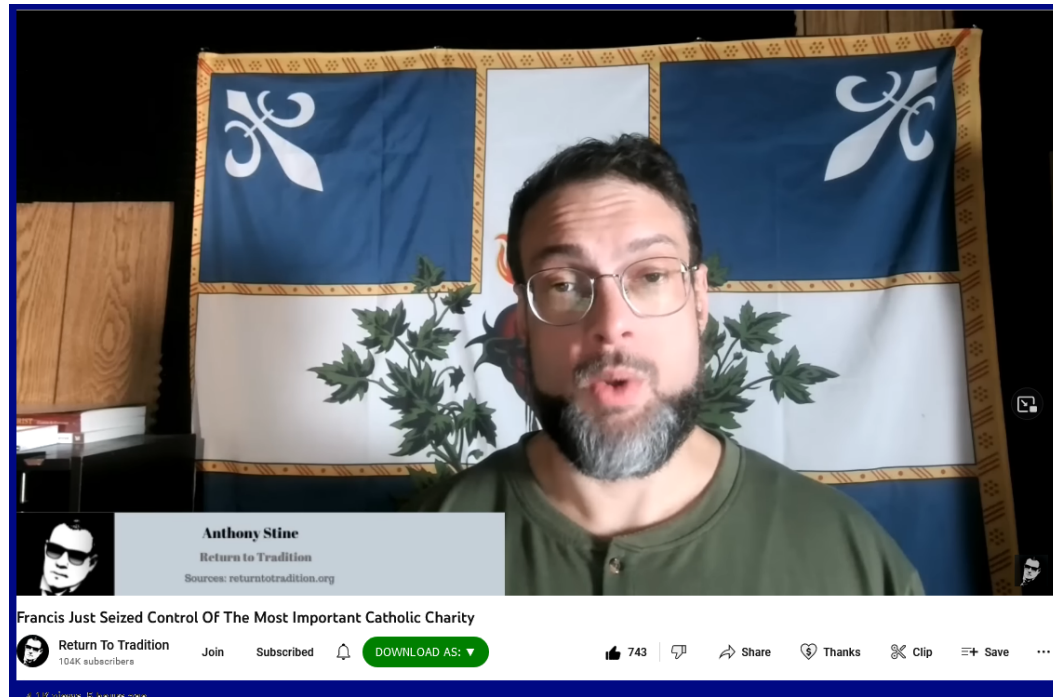 Anthony Stine
Return to Tradition
Sources: returntotradition.org
Francis Just Seized Control Of The Most Important Catholic Charity
Return To Tradition
104K subscribers
Join
Subscribed
DOWNLOAD AS: ▼
743
Share
Thanks
Clip
Save